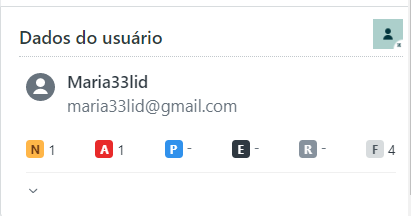 Dados do usuário
Maria33lid
maria33lid@gmail.com
N 1 A 1 P - E - R - F 4